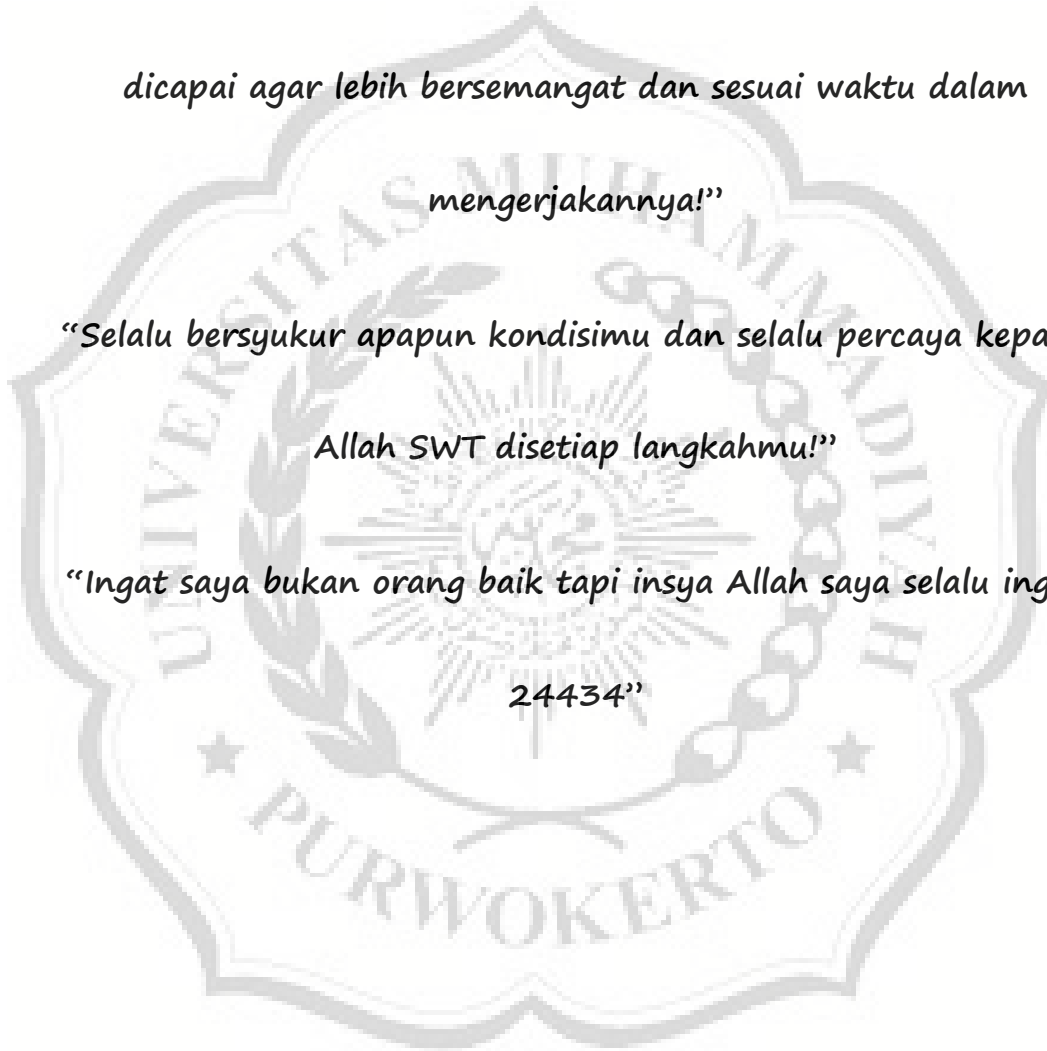 dicapai agar lebih bersemangat dan sesuai waktu dalam
mengerjakannya!”
“Selalu bersyukur apapun kondisimu dan selalu percaya kepa
Allah SWT disetiap langkahmu!”
“Ingat saya bukan orang baik tapi insya Allah saya selalu ing
24434”
UNIVERSITAS MUHAMMADIYAH
PURWOKERTO